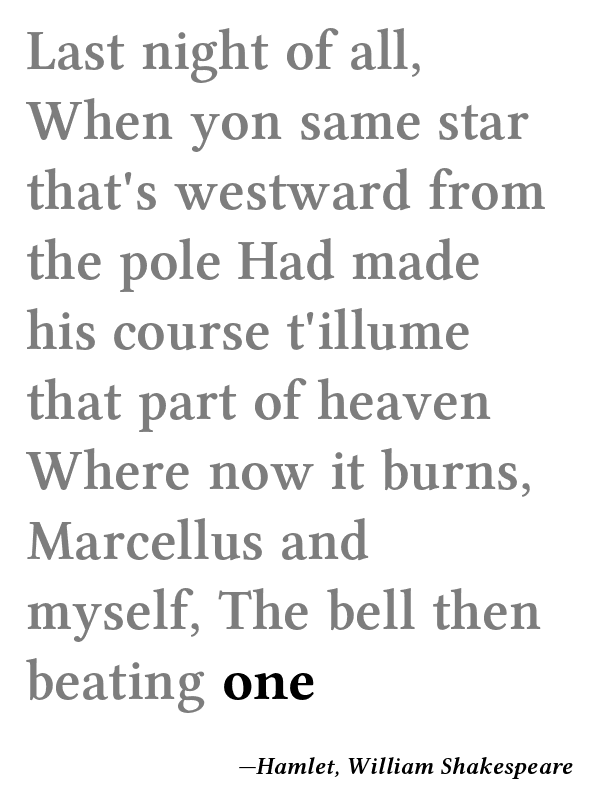 Last night of all,
When yon same star
that's westward from
the pole Had made
his course t'illume
that part of heaven
Where now it burns,
Marcellus and
myself, The bell then
beating one
—Hamlet, William Shakespeare